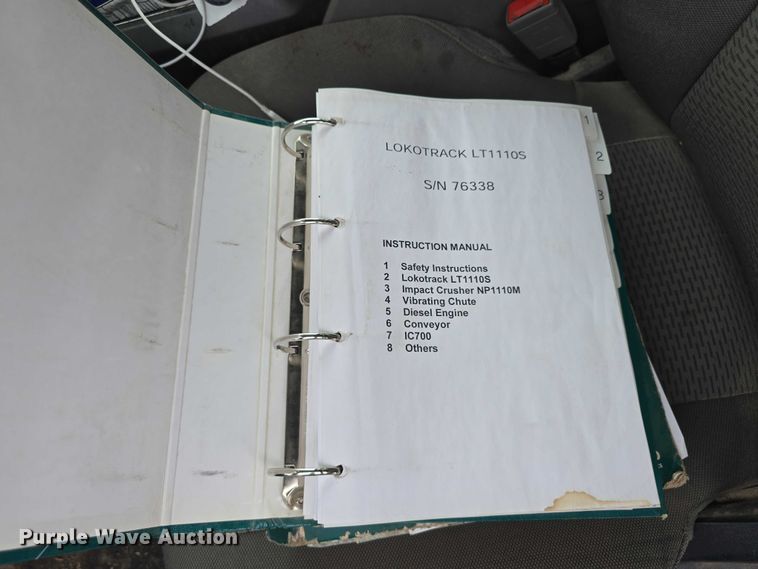 LOKOTRACK LT1110S
S/N 76338
INSTRUCTION MANUAL
1 Safety Instructions
2 Lokotrack LT1110S
3 Impact Crusher NP1110M
4 Vibrating Chute
5 Diesel Engine
6 Conveyor
7 IC700
8 Others
1
2
3
Purple Wave Auction